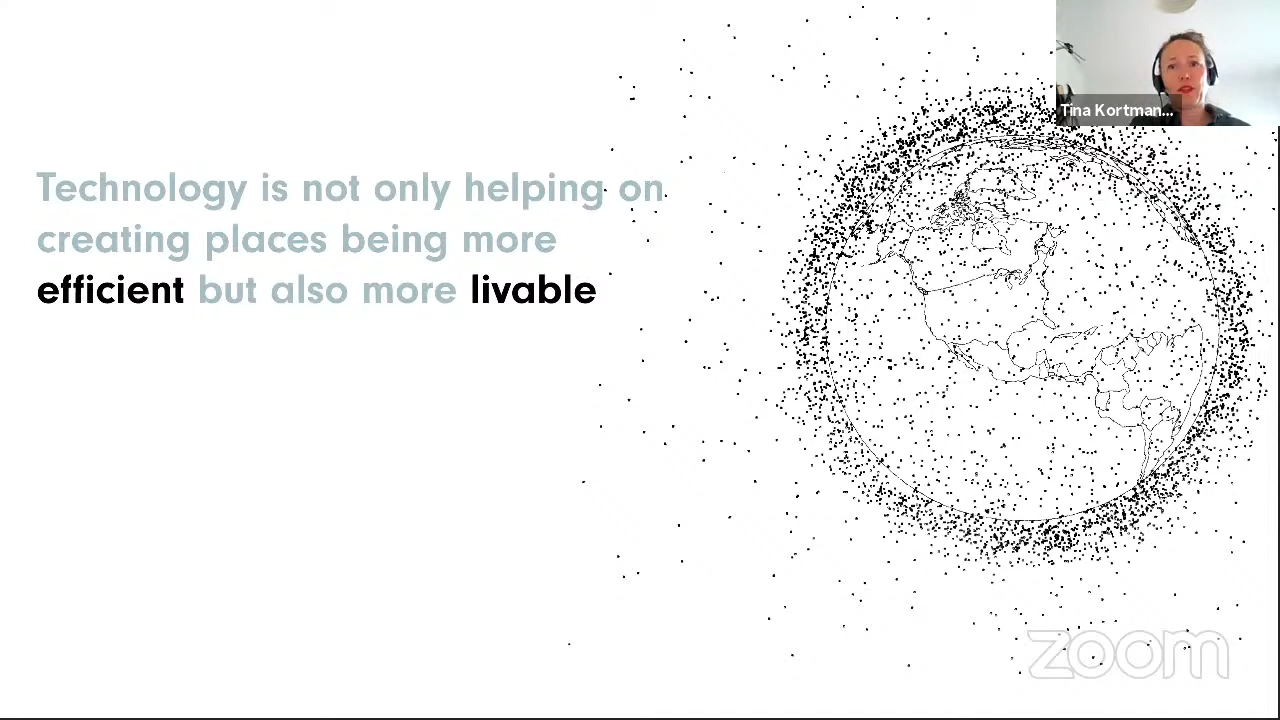 Tina Kortman...
Technology is not only helping on
creating places being more
efficient but also more livable
zoom